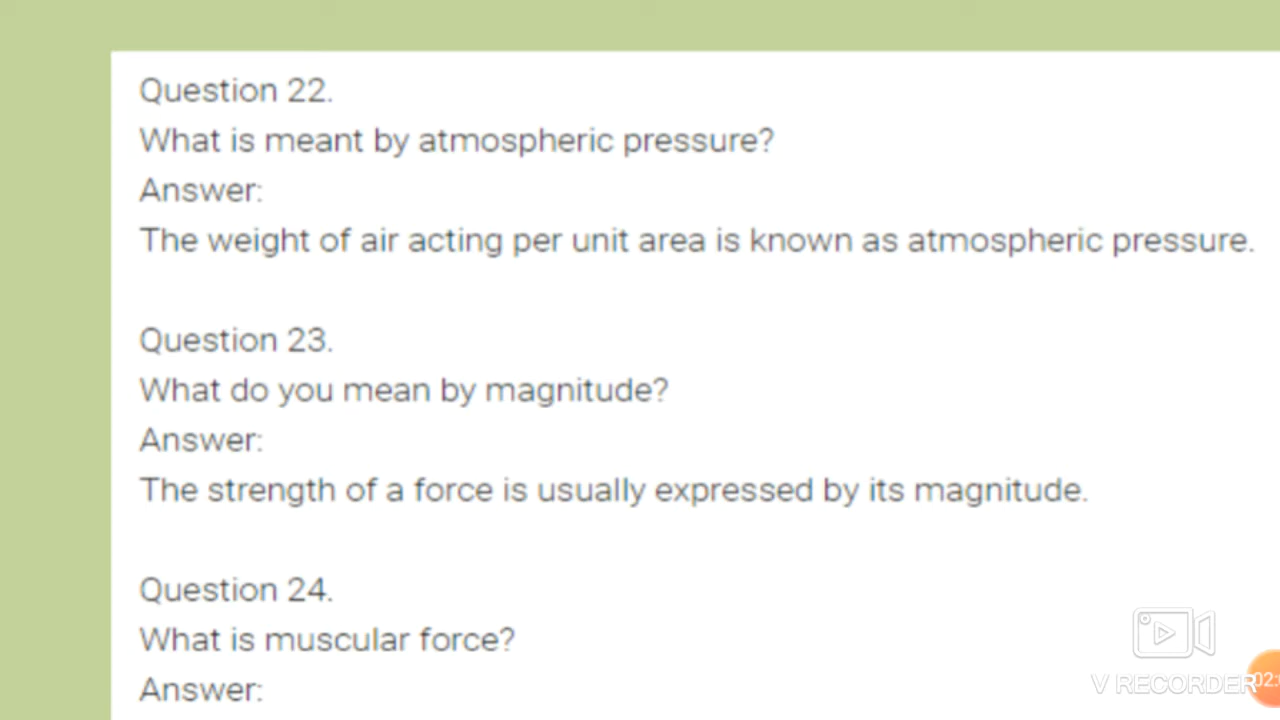 Question 22.
What is meant by atmospheric pressure?
Answer:
The weight of air acting per unit area is known as atmospheric pressure.
Question 23.
What do you mean by magnitude?
Answer:
The strength of a force is usually expressed by its magnitude.
Question 24.
What is muscular force?
Answer:
V RECORDER